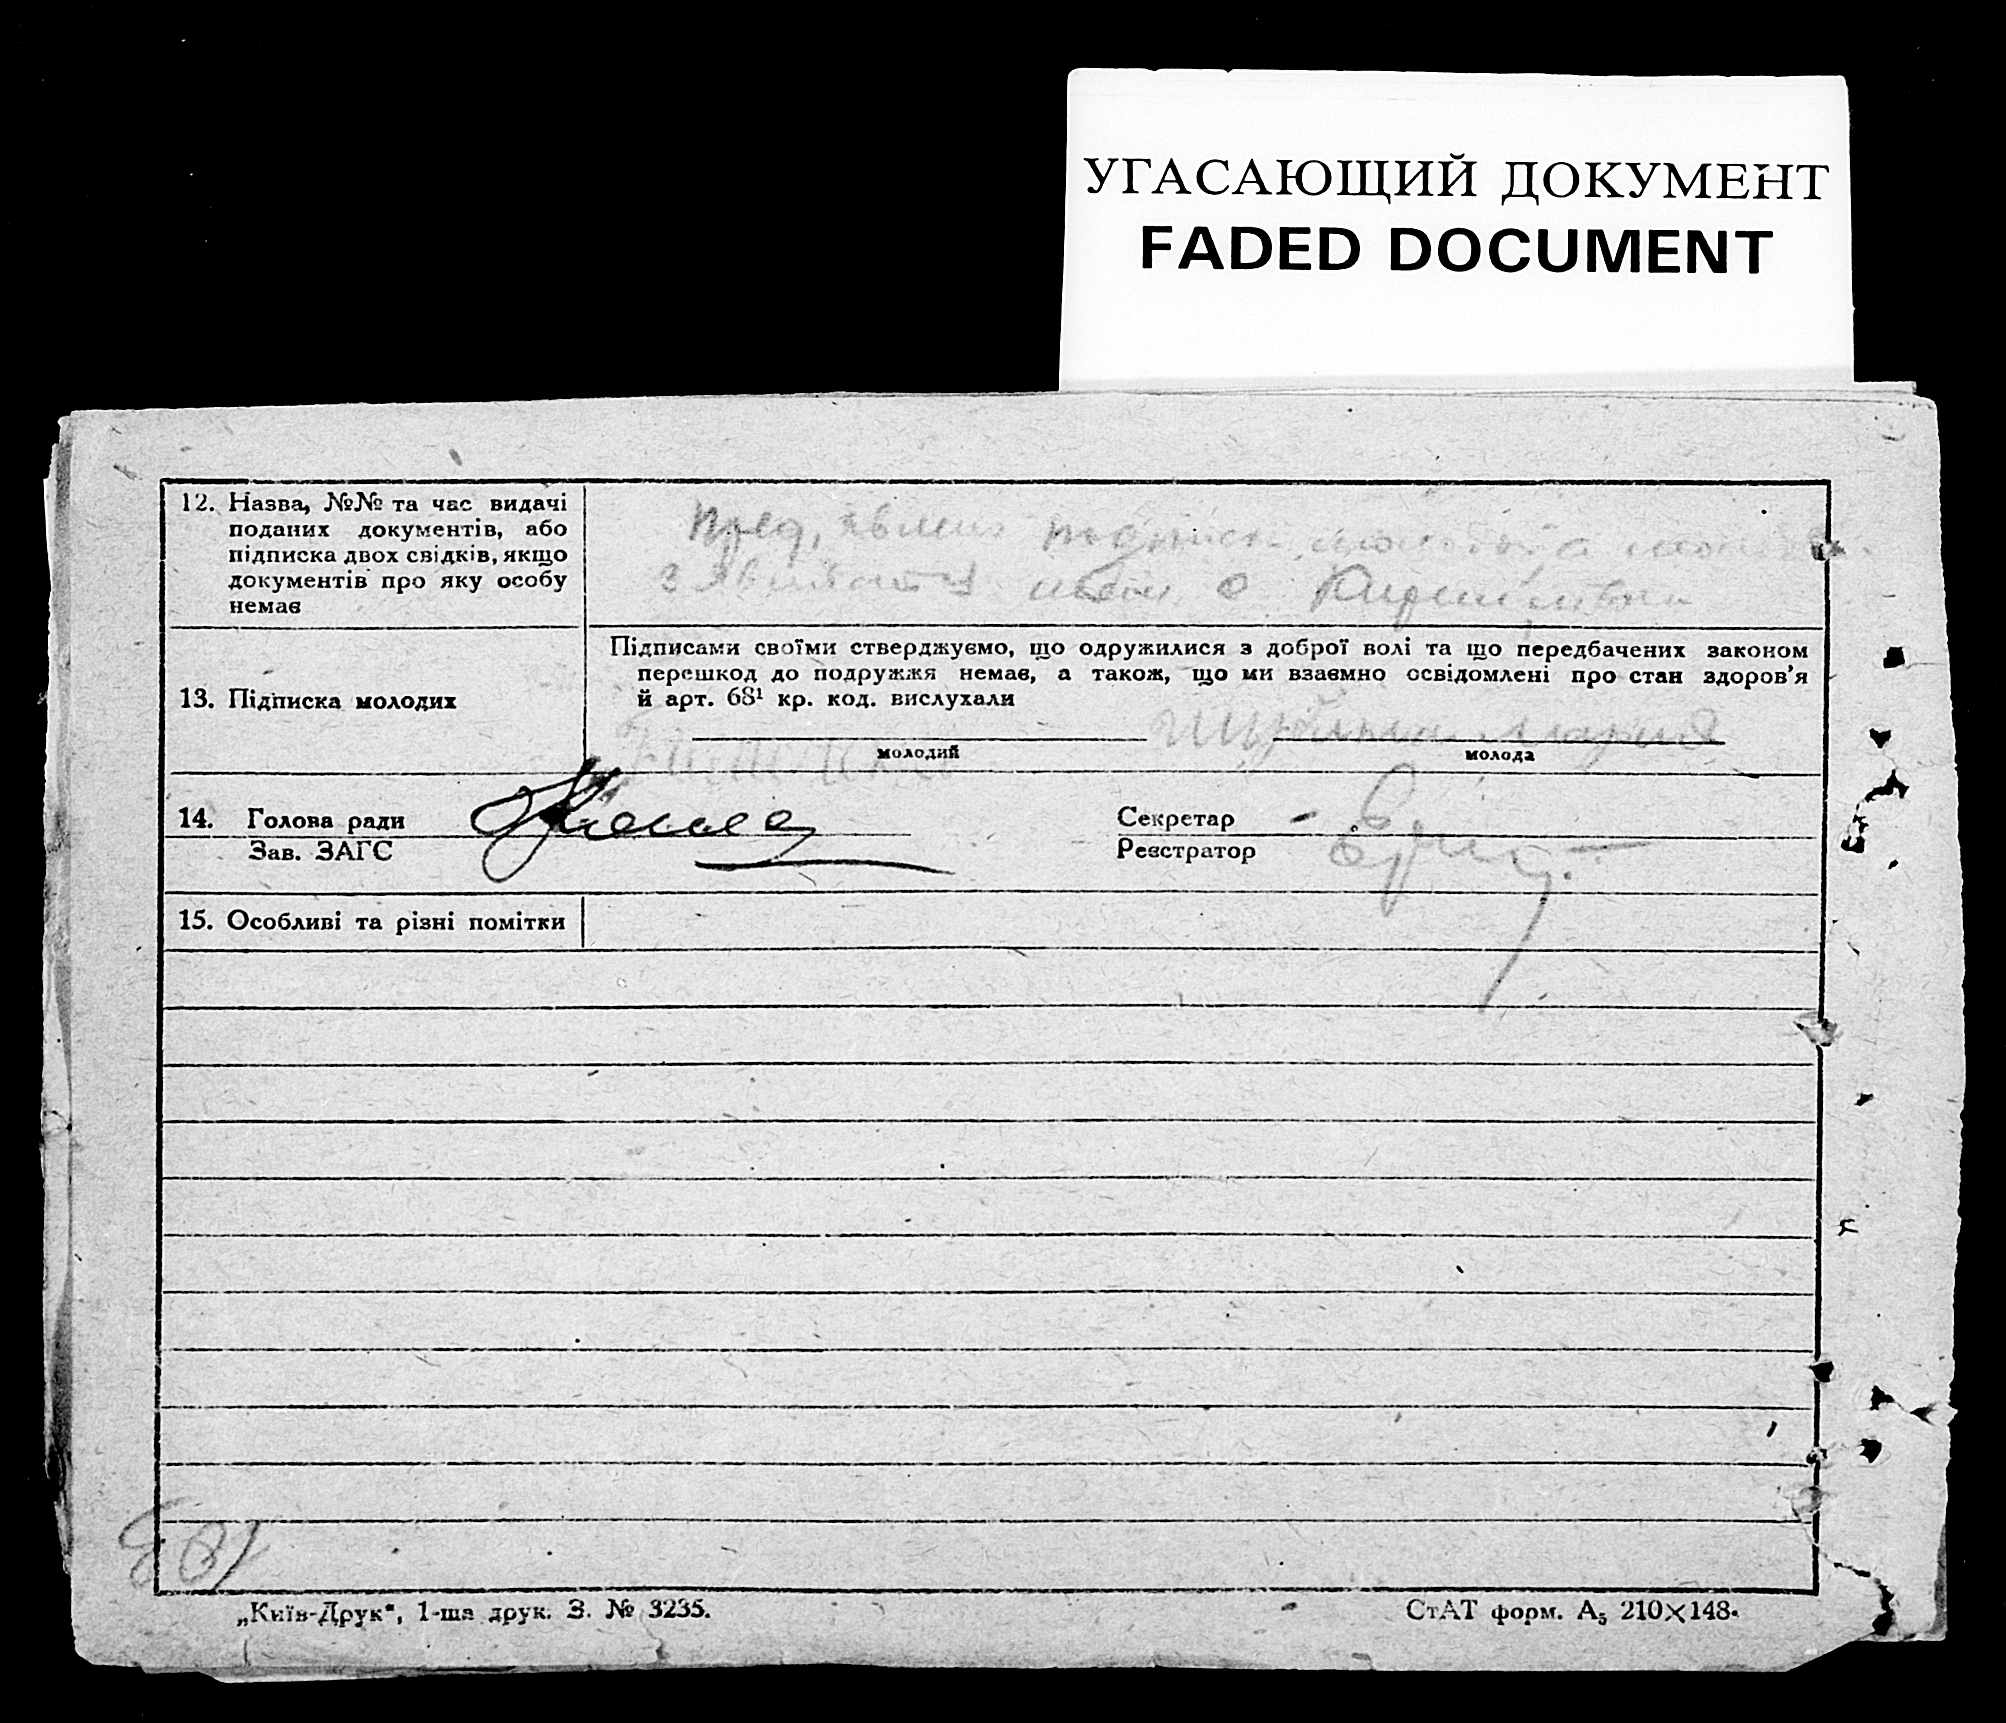 УГАСАЮЩИЙ ДОКУМЕНТ
FADED DOCUMENT
12. Назва, №№ та час видачі
поданих документів, або
підписка двох свідків, якщо
документів про яку особу
немає
13. Підписка молодих
Підписами своїми стверджуємо, що одружилися з доброї волі та що передбачених законом
перешкод до подружжя немає, а також, що ми взаємно освідомлені про стан здоров'я
й арт. 68¹ кр. код. вислухали
Мария
молодий
молода
14. Голова ради
Зав. ЗАГС
Секретар
Реєстратор
15. Особливі та різні помітки
„Київ-Друк", 1-ша друк. З. № 3235.
СтАТ форм. А₅ 210×148.